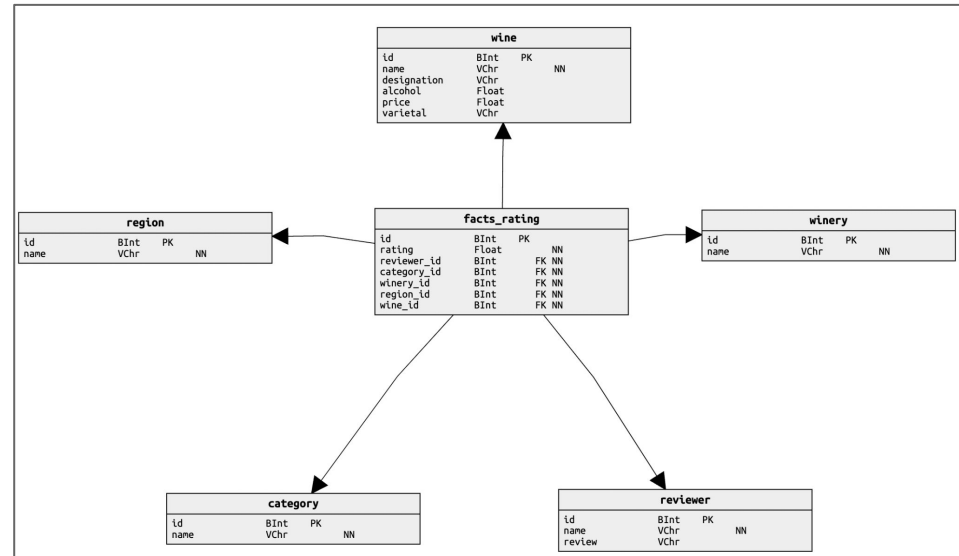 wine
id BInt PK
name VChr NN
designation VChr
alcohol Float
price Float
varietal VChr
region
id BInt PK
name VChr NN
facts_rating
id BInt PK
rating Float NN
reviewer_id BInt FK NN
category_id BInt FK NN
winery_id BInt FK NN
region_id BInt FK NN
wine_id BInt FK NN
winery
id BInt PK
name VChr NN
category
id BInt PK
name VChr NN
reviewer
id BInt PK
name VChr NN
review VChr